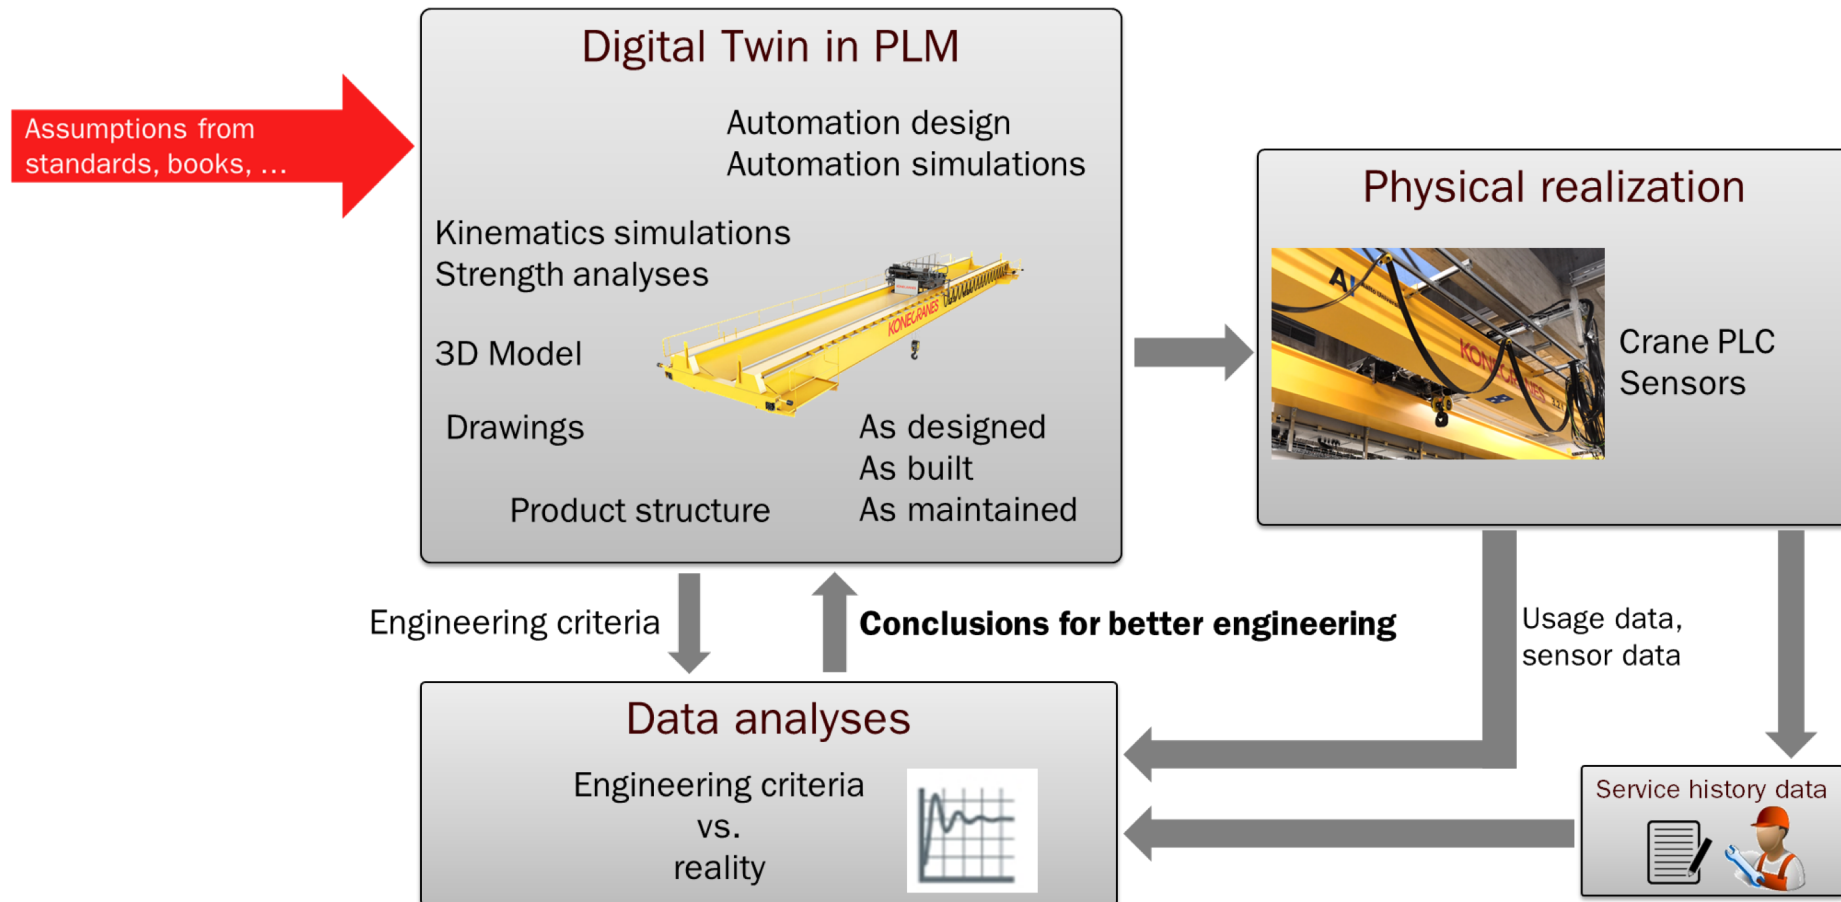 Digital Twin in PLM
Assumptions from
standards, books, ...
Automation design
Automation simulations
Kinematics simulations
Strength analyses
KONECRANES
3D Model
Drawings
As designed
As built
As maintained
Product structure
Physical realization
KONECRANES
Crane PLC
Sensors
Engineering criteria
Conclusions for better engineering
Usage data,
sensor data
Data analyses
Engineering criteria
vs.
reality
Service history data